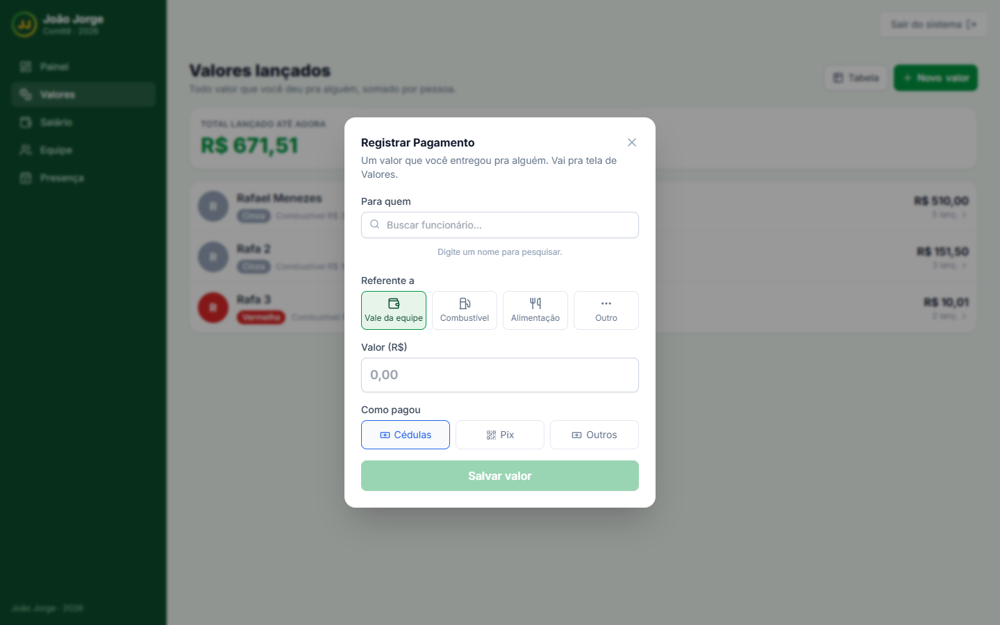 JJ
João Jorge
Comitê · 2026
Painel
Valores
Salário
Equipe
Presença
João Jorge · 2026
Sair do sistema
Valores lançados
Todo valor que você deu pra alguém, somado por pessoa.
Tabela
Novo valor
TOTAL LANÇADO ATÉ AGORA
R$ 671,51
R
Rafael Menezes
Cinza
Combustível R$
R$ 510,00
5 lanç.
R
Rafa 2
Cinza
Combustível R$
R$ 151,50
3 lanç.
R
Rafa 3
Vermelha
Combustível
R$ 10,01
2 lanç.
Registrar Pagamento
Um valor que você entregou pra alguém. Vai pra tela de
Valores.
Para quem
Buscar funcionário...
Digite um nome para pesquisar.
Referente a
Vale da equipe
Combustível
Alimentação
Outro
Valor (R$)
0,00
Como pagou
Cédulas
Pix
Outros
Salvar valor